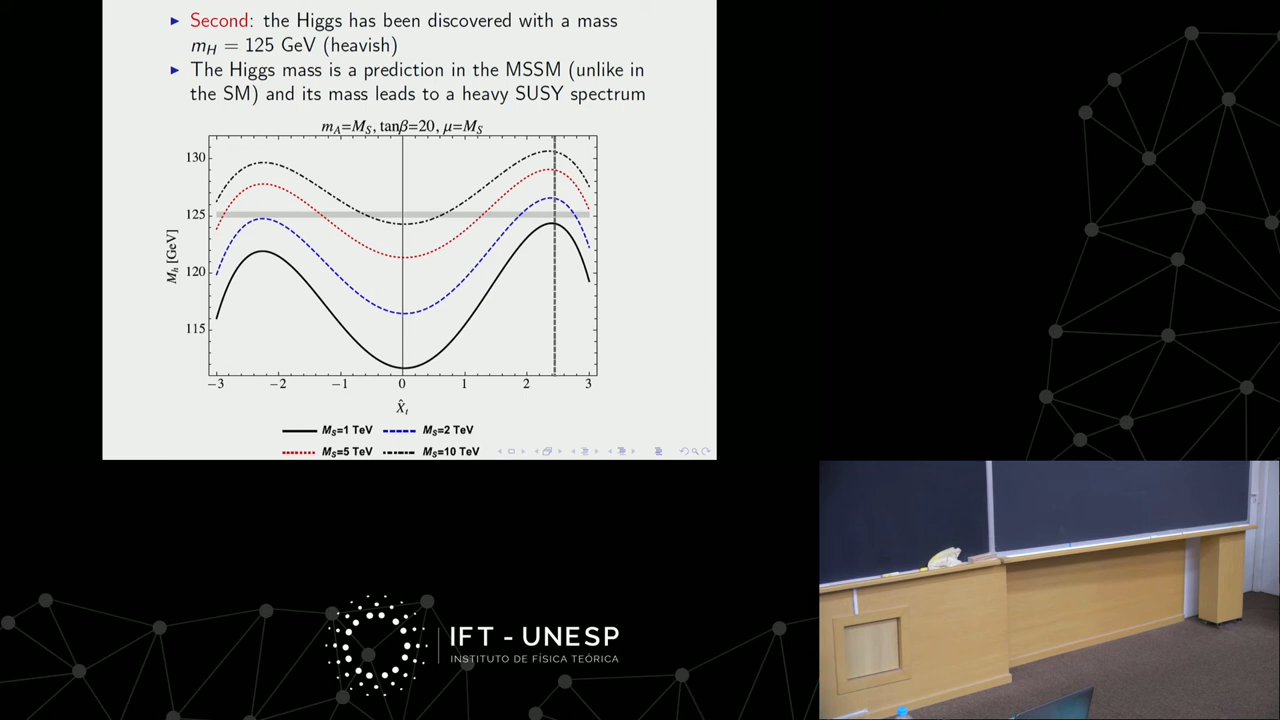 Second: the Higgs has been discovered with a mass
m_H = 125 GeV (heavish)
The Higgs mass is a prediction in the MSSM (unlike in
the SM) and its mass leads to a heavy SUSY spectrum
m_A=M_S, tanβ=20, μ=M_S
130
125
120
115
M_h [GeV]
−3 −2 −1 0 1 2 3
X̂_t
M_S=1 TeV M_S=2 TeV
M_S=5 TeV M_S=10 TeV
IFT - UNESP
INSTITUTO DE FÍSICA TEÓRICA